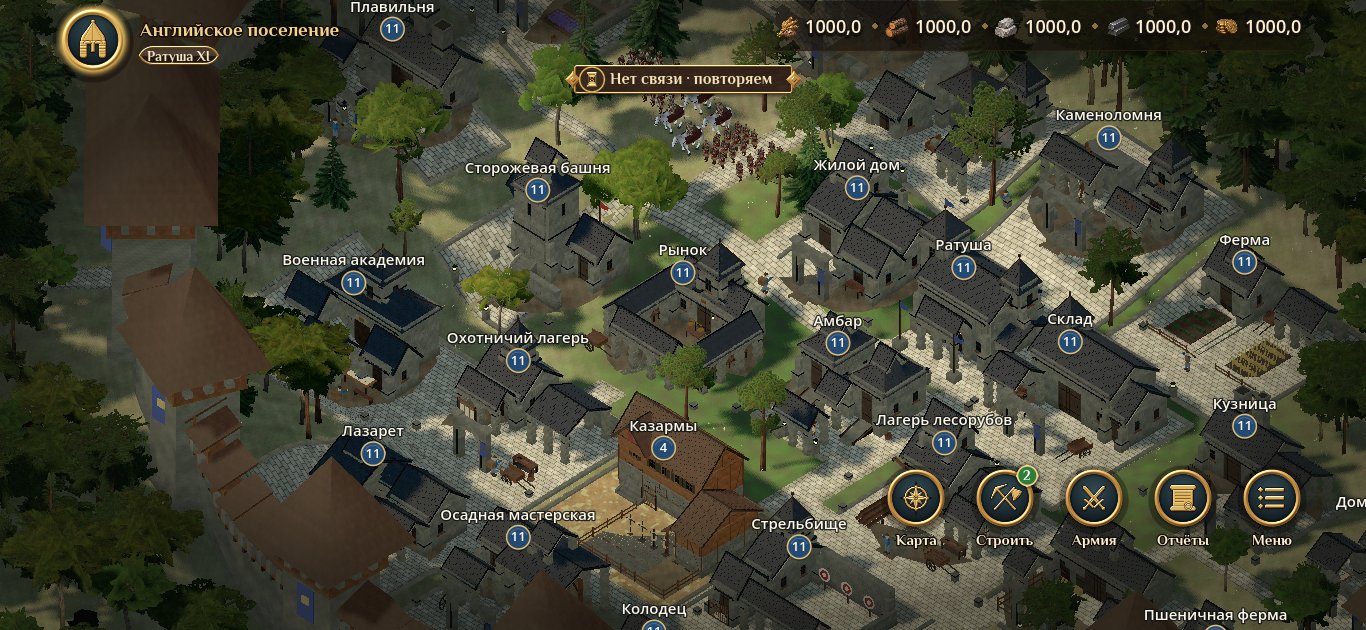 Плавильня
11
Английское поселение
Ратуша XI
1000,0
1000,0
1000,0
1000,0
1000,0
Нет связи · повторяем
Каменоломня
11
Сторожевая башня
11
Жилой дом
11
Военная академия
11
Рынок
11
Ратуша
11
Ферма
11
Охотничий лагерь
11
Амбар
11
Склад
11
Лазарет
11
Казармы
4
Лагерь лесорубов
11
Кузница
11
Осадная мастерская
11
Стрельбище
11
2
Карта
Строить
Армия
Отчёты
Меню
Дом
Колодец
11
Пшеничная ферма